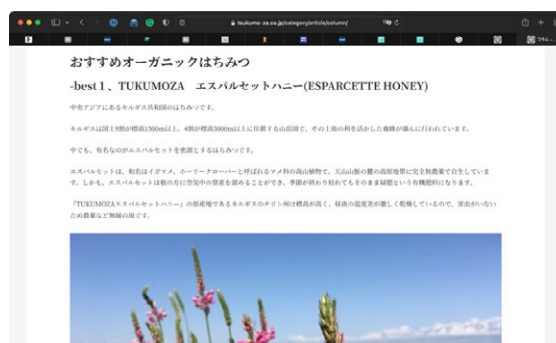 tsukumo-za.co.jp/category/article/column/
おすすめオーガニックはちみつ
-best１、TUKUMOZA　エスパルセットハニー(ESPARCETTE HONEY)
中央アジアにあるキルギス共和国のはちみつです。
キルギスは国土9割が標高1500m以上、4割が標高3000m以上に位置する山岳国で、その土地の利を活かした養蜂が盛んに行われています。
中でも、有名なのがエスパルセットを蜜源とするはちみつです。
エスパルセットは、和名はイガマメ、ホーリークローバーと呼ばれるマメ科の高山植物で、天山山脈の麓の高原地帯に完全無農薬で自生していま
す。しかも、エスパルセットは根の方に空気中の窒素を溜めることができ、季節が終わり枯れてもそのまま緑肥という有機肥料になります。
『TUKUMOZAエスパルセットハニー』の原産地であるキルギスのナリン州は標高が高く、昼夜の温度差が激しく乾燥しているので、害虫がいない
ため農薬など無縁の地です。